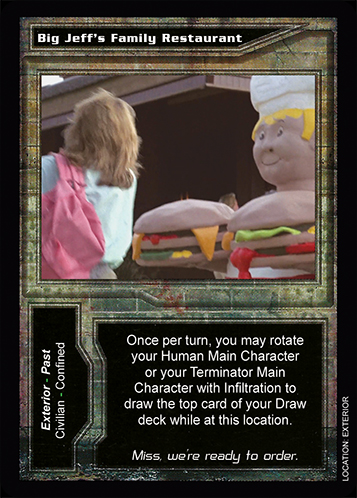 Big Jeff's Family Restaurant
Exterior - Past
Civilian - Confined
Once per turn, you may rotate
your Human Main Character
or your Terminator Main
Character with Infiltration to
draw the top card of your Draw
deck while at this location.
Miss, we're ready to order.
LOCATION: EXTERIOR